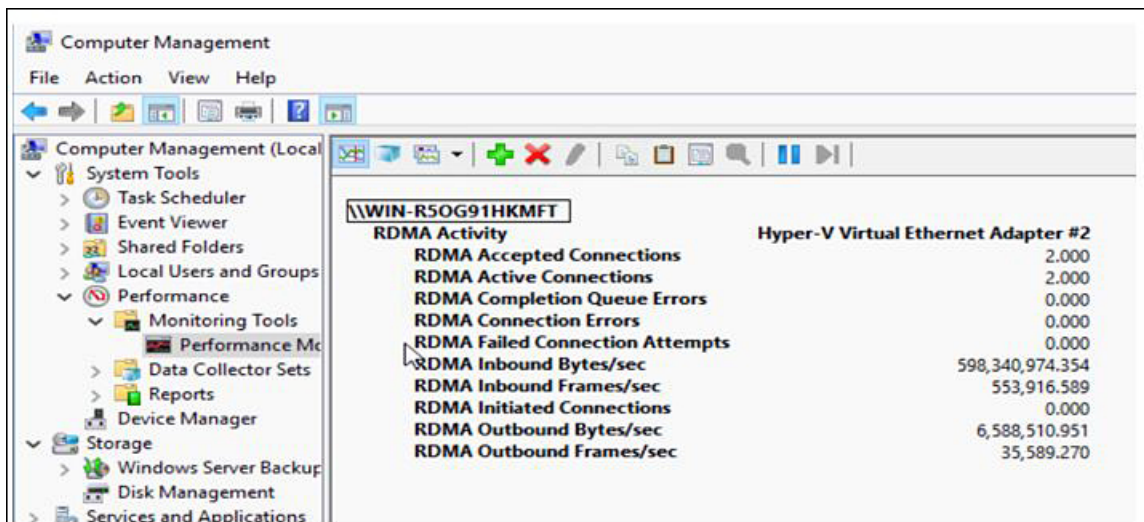 Computer Management
File Action View Help
Computer Management (Local
System Tools
Task Scheduler
Event Viewer
Shared Folders
Local Users and Groups
Performance
Monitoring Tools
Performance Mc
Data Collector Sets
Reports
Device Manager
Storage
Windows Server Backup
Disk Management
Services and Applications
\\WIN-R5OG91HKMFT
RDMA Activity Hyper-V Virtual Ethernet Adapter #2
RDMA Accepted Connections 2.000
RDMA Active Connections 2.000
RDMA Completion Queue Errors 0.000
RDMA Connection Errors 0.000
RDMA Failed Connection Attempts 0.000
RDMA Inbound Bytes/sec 598,340,974.354
RDMA Inbound Frames/sec 553,916.589
RDMA Initiated Connections 0.000
RDMA Outbound Bytes/sec 6,588,510.951
RDMA Outbound Frames/sec 35,589.270